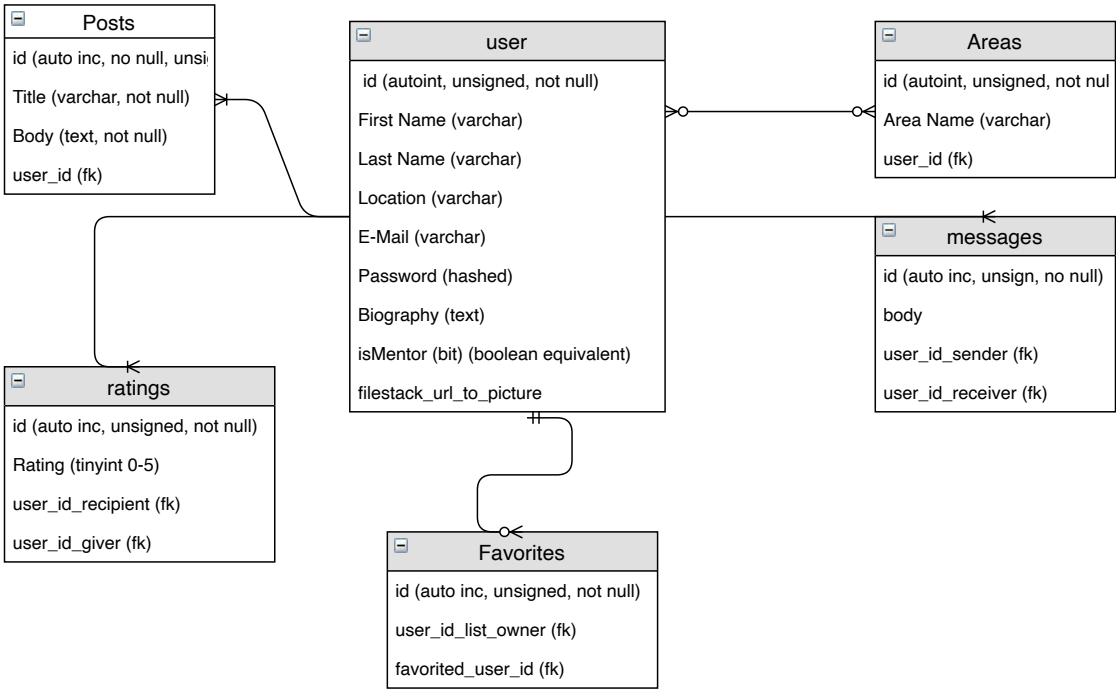 Posts
id (auto inc, no null, unsi
Title (varchar, not null)
Body (text, not null)
user_id (fk)
user
id (autoint, unsigned, not null)
First Name (varchar)
Last Name (varchar)
Location (varchar)
E-Mail (varchar)
Password (hashed)
Biography (text)
isMentor (bit) (boolean equivalent)
filestack_url_to_picture
Areas
id (autoint, unsigned, not nul
Area Name (varchar)
user_id (fk)
messages
id (auto inc, unsign, no null)
body
user_id_sender (fk)
user_id_receiver (fk)
ratings
id (auto inc, unsigned, not null)
Rating (tinyint 0-5)
user_id_recipient (fk)
user_id_giver (fk)
Favorites
id (auto inc, unsigned, not null)
user_id_list_owner (fk)
favorited_user_id (fk)